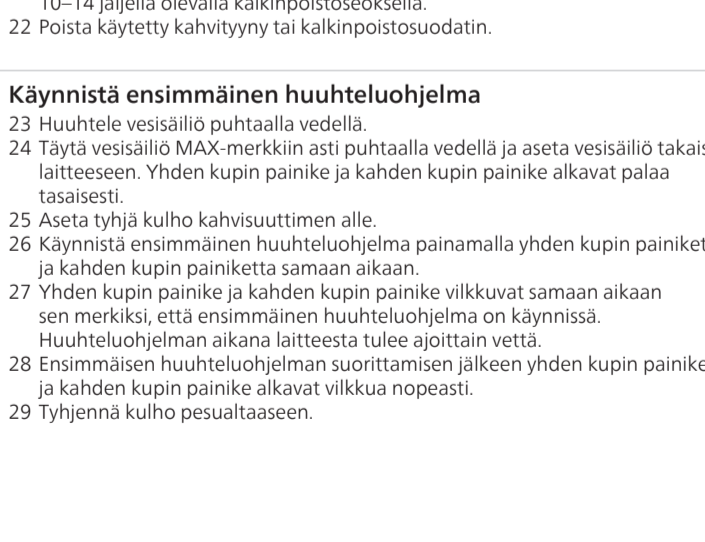 10–14 jäljellä olevalla kalkinpoistoseoksella.
22 Poista käytetty kahvityyny tai kalkinpoistosuodatin.
Käynnistä ensimmäinen huuhteluohjelma
23 Huuhtele vesisäiliö puhtaalla vedellä.
24 Täytä vesisäiliö MAX-merkkiin asti puhtaalla vedellä ja aseta vesisäiliö takais
laitteeseen. Yhden kupin painike ja kahden kupin painike alkavat palaa
tasaisesti.
25 Aseta tyhjä kulho kahvisuuttimen alle.
26 Käynnistä ensimmäinen huuhteluohjelma painamalla yhden kupin painiket
ja kahden kupin painiketta samaan aikaan.
27 Yhden kupin painike ja kahden kupin painike vilkkuvat samaan aikaan
sen merkiksi, että ensimmäinen huuhteluohjelma on käynnissä.
Huuhteluohjelman aikana laitteesta tulee ajoittain vettä.
28 Ensimmäisen huuhteluohjelman suorittamisen jälkeen yhden kupin painike
ja kahden kupin painike alkavat vilkkua nopeasti.
29 Tyhjennä kulho pesualtaaseen.